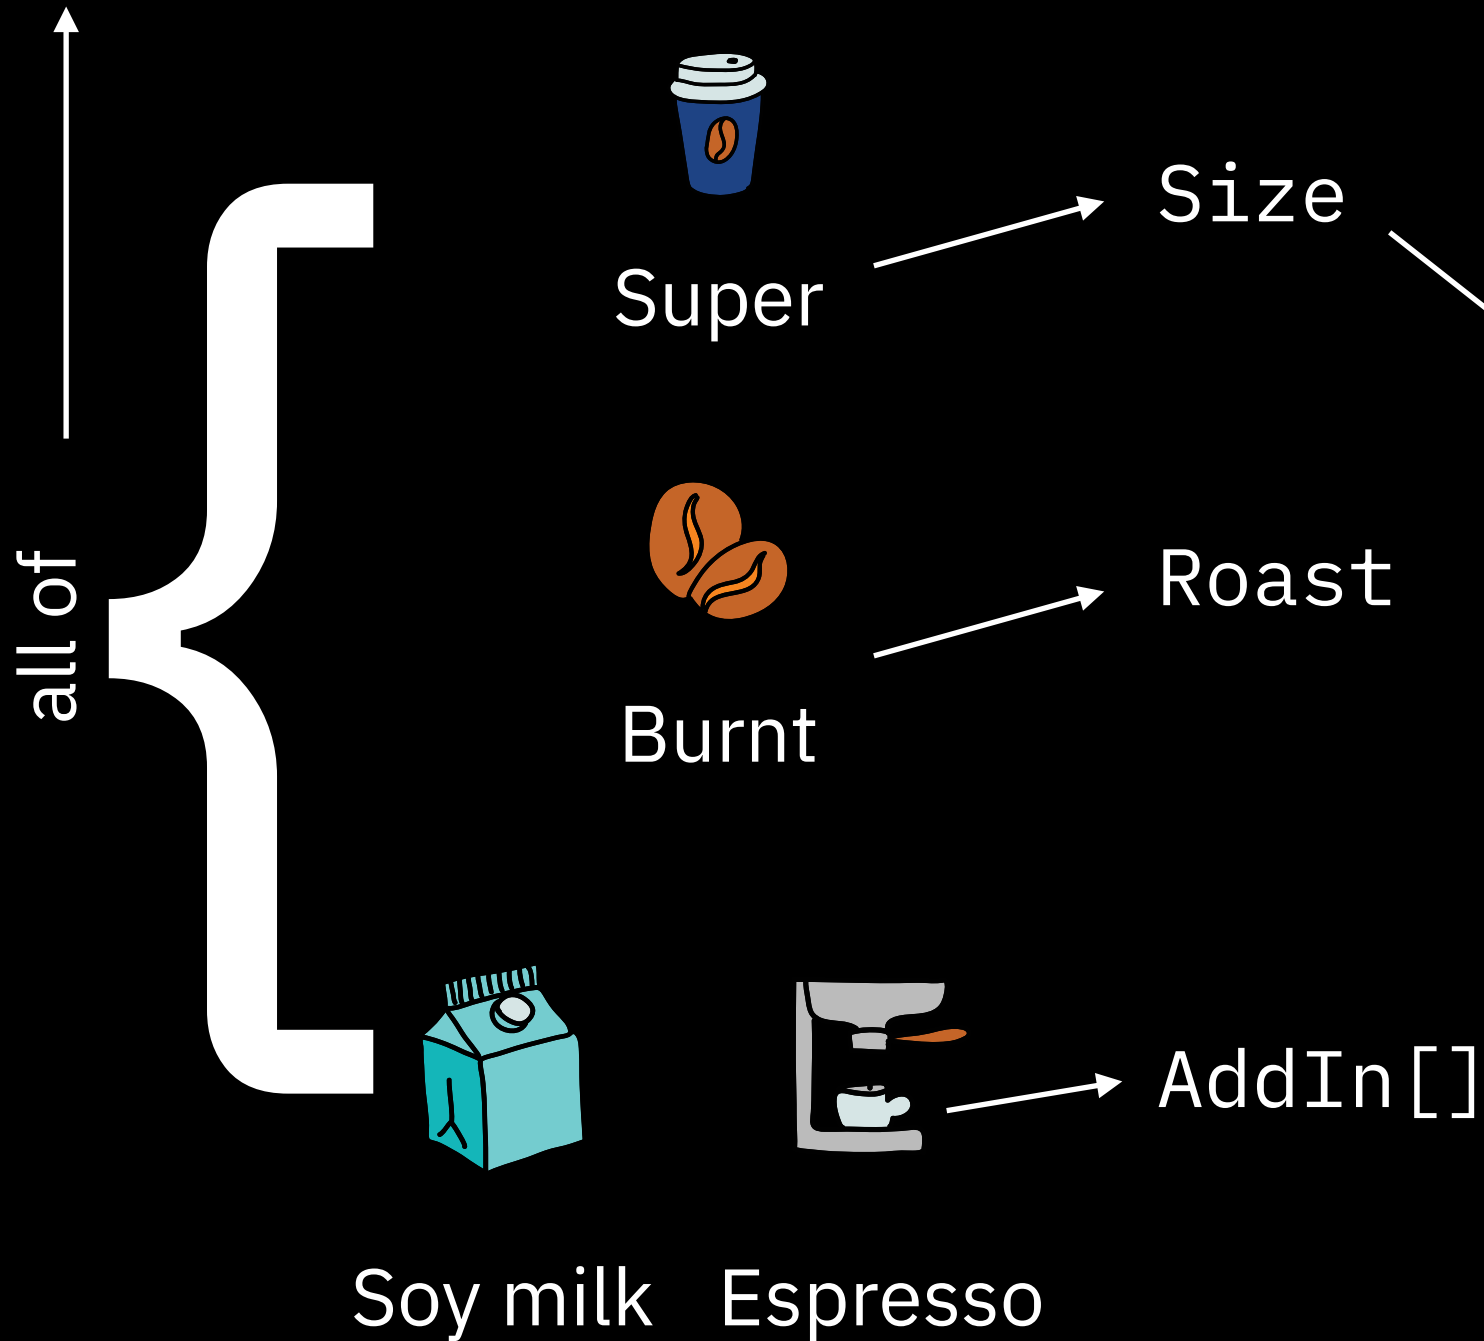 Size
Super
all of
Roast
Burnt
AddIn[]
Soy milk
Espresso